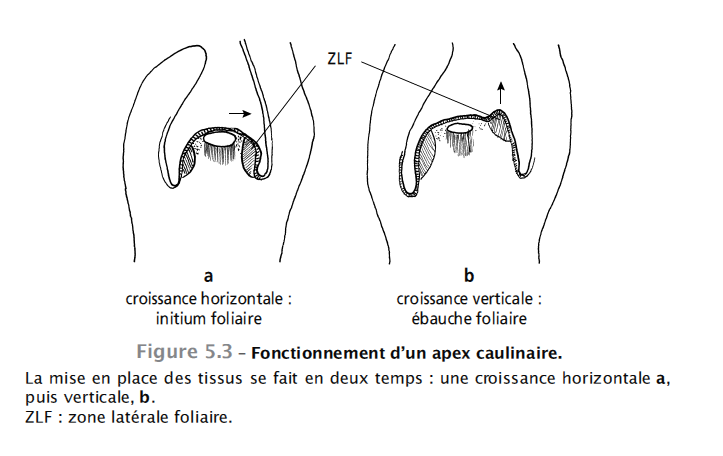 ZLF
a
croissance horizontale :
initium foliaire
b
croissance verticale :
ébauche foliaire
Figure 5.3 – Fonctionnement d’un apex caulinaire.
La mise en place des tissus se fait en deux temps : une croissance horizontale a,
puis verticale, b.
ZLF : zone latérale foliaire.